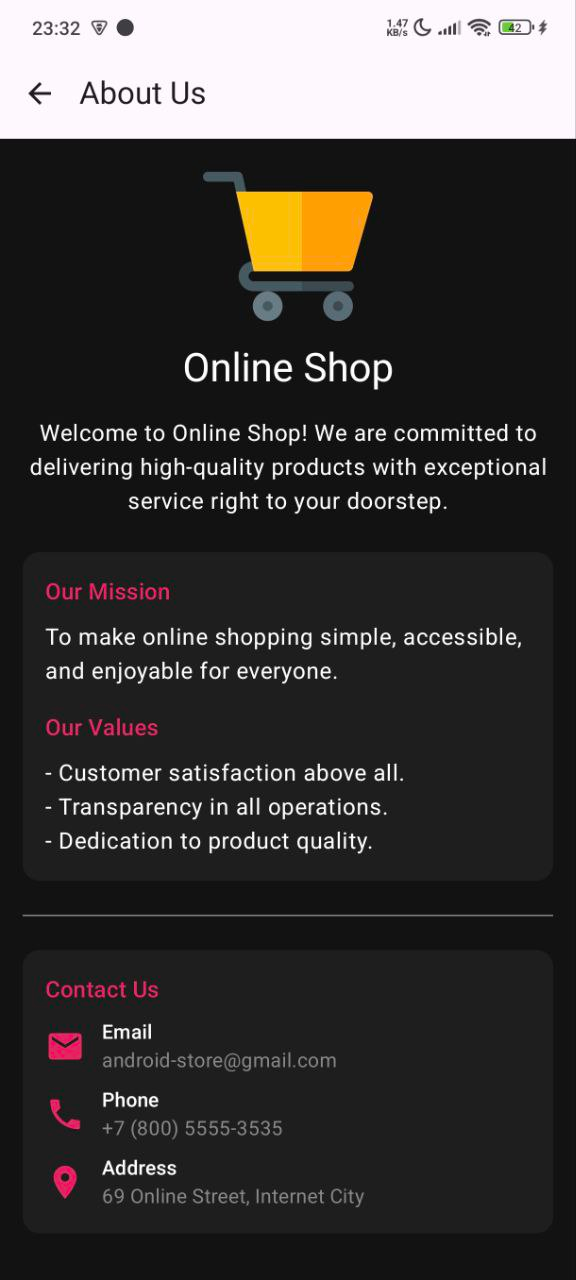 23:32
1.47
KB/s
42
About Us
Online Shop
Welcome to Online Shop! We are committed to
delivering high-quality products with exceptional
service right to your doorstep.
Our Mission
To make online shopping simple, accessible,
and enjoyable for everyone.
Our Values
- Customer satisfaction above all.
- Transparency in all operations.
- Dedication to product quality.
Contact Us
Email
android-store@gmail.com
Phone
+7 (800) 5555-3535
Address
69 Online Street, Internet City